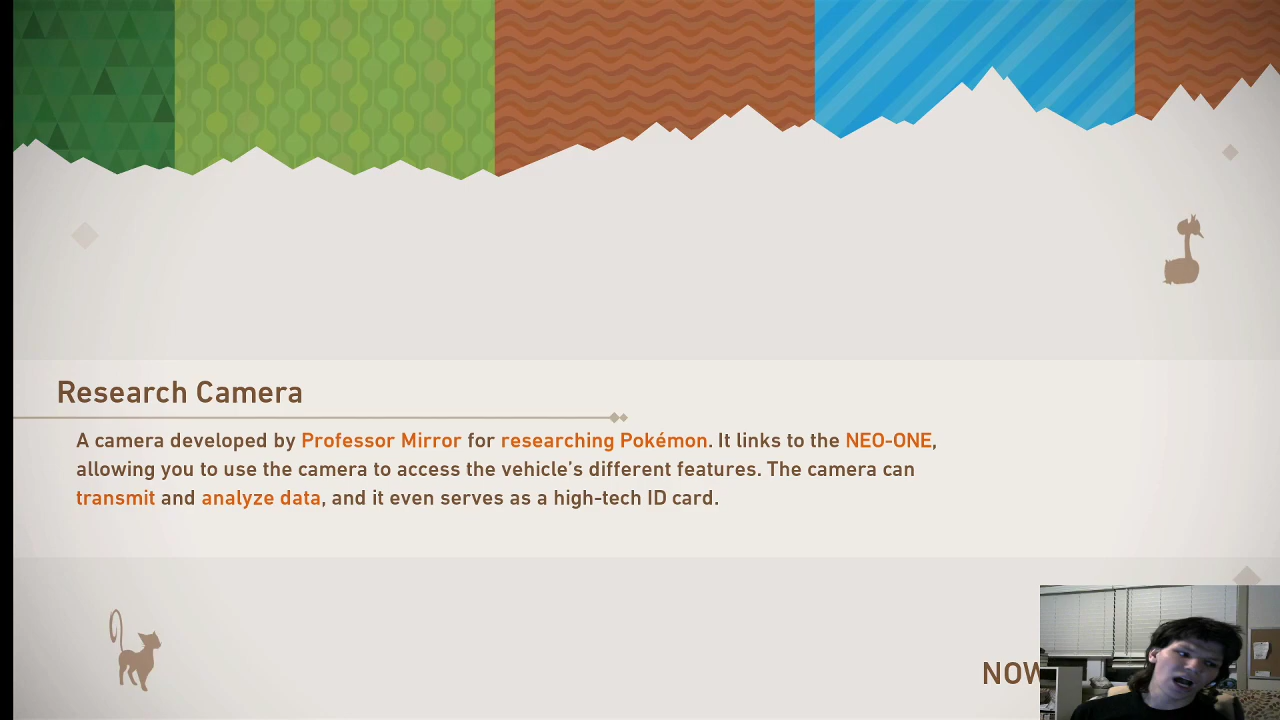 Research Camera
A camera developed by Professor Mirror for researching Pokémon. It links to the NEO-ONE,
allowing you to use the camera to access the vehicle's different features. The camera can
transmit and analyze data, and it even serves as a high-tech ID card.
NOW